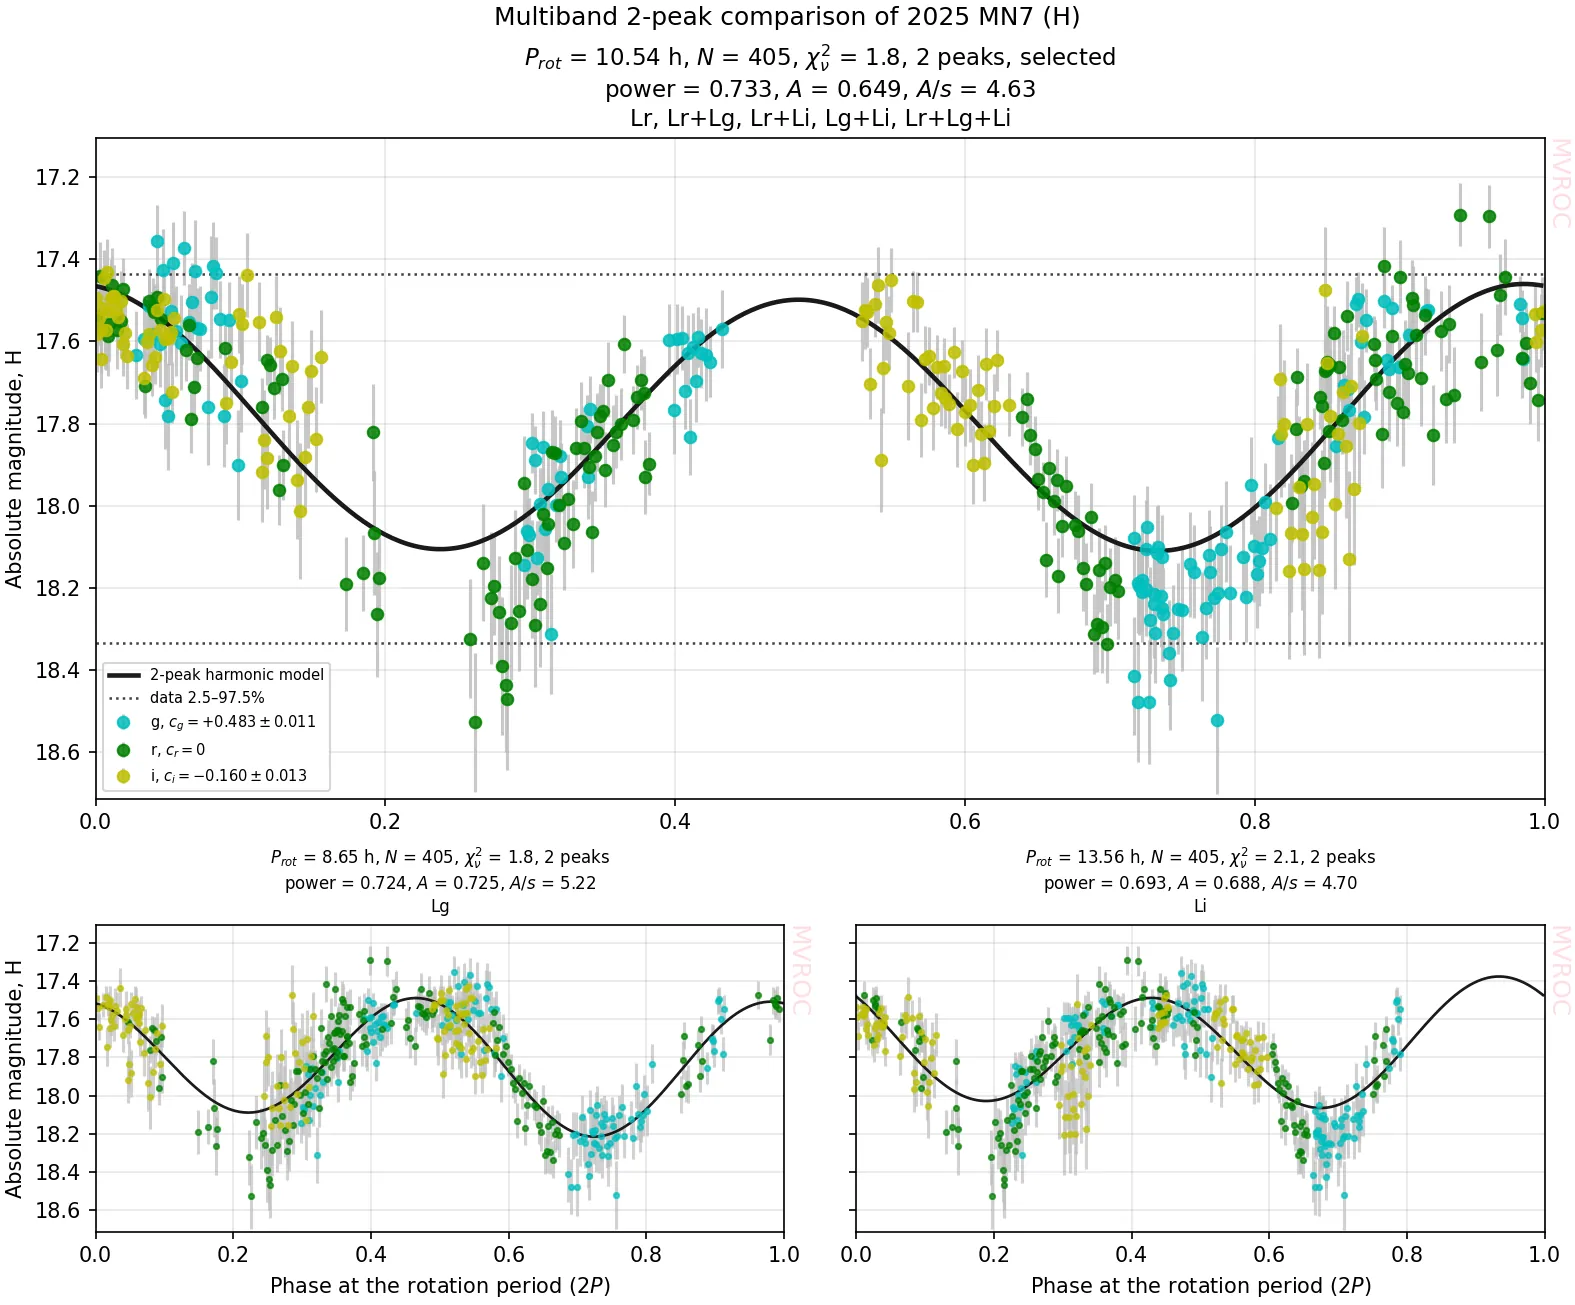 Multiband 2-peak comparison of 2025 MN7 (H)
P_rot = 10.54 h, N = 405, χ²_ν = 1.8, 2 peaks, selected
power = 0.733, A = 0.649, A/s = 4.63
Lr, Lr+Lg, Lr+Li, Lg+Li, Lr+Lg+Li
MVROC
Absolute magnitude, H
17.2
17.4
17.6
17.8
18.0
18.2
18.4
18.6
2-peak harmonic model
data 2.5–97.5%
g, c_g = +0.483 ± 0.011
r, c_r = 0
i, c_i = −0.160 ± 0.013
0.0 0.2 0.4 0.6 0.8 1.0
P_rot = 8.65 h, N = 405, χ²_ν = 1.8, 2 peaks
power = 0.724, A = 0.725, A/s = 5.22
Lg
MVROC
Absolute magnitude, H
17.2
17.4
17.6
17.8
18.0
18.2
18.4
18.6
0.0 0.2 0.4 0.6 0.8 1.0
Phase at the rotation period (2P)
P_rot = 13.56 h, N = 405, χ²_ν = 2.1, 2 peaks
power = 0.693, A = 0.688, A/s = 4.70
Li
MVROC
0.0 0.2 0.4 0.6 0.8 1.0
Phase at the rotation period (2P)